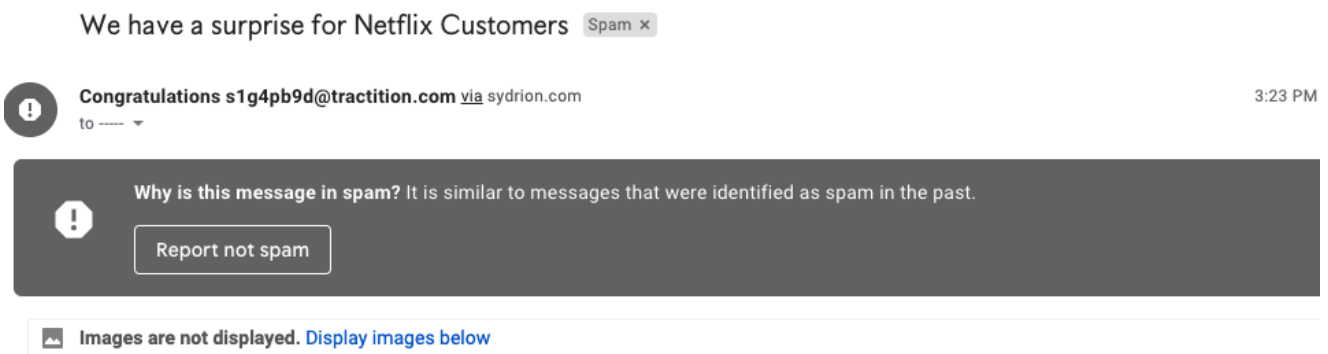 We have a surprise for Netflix Customers Spam ×
Congratulations s1g4pb9d@tractition.com via sydrion.com 3:23 PM
to -----
Why is this message in spam? It is similar to messages that were identified as spam in the past.
Report not spam
Images are not displayed. Display images below